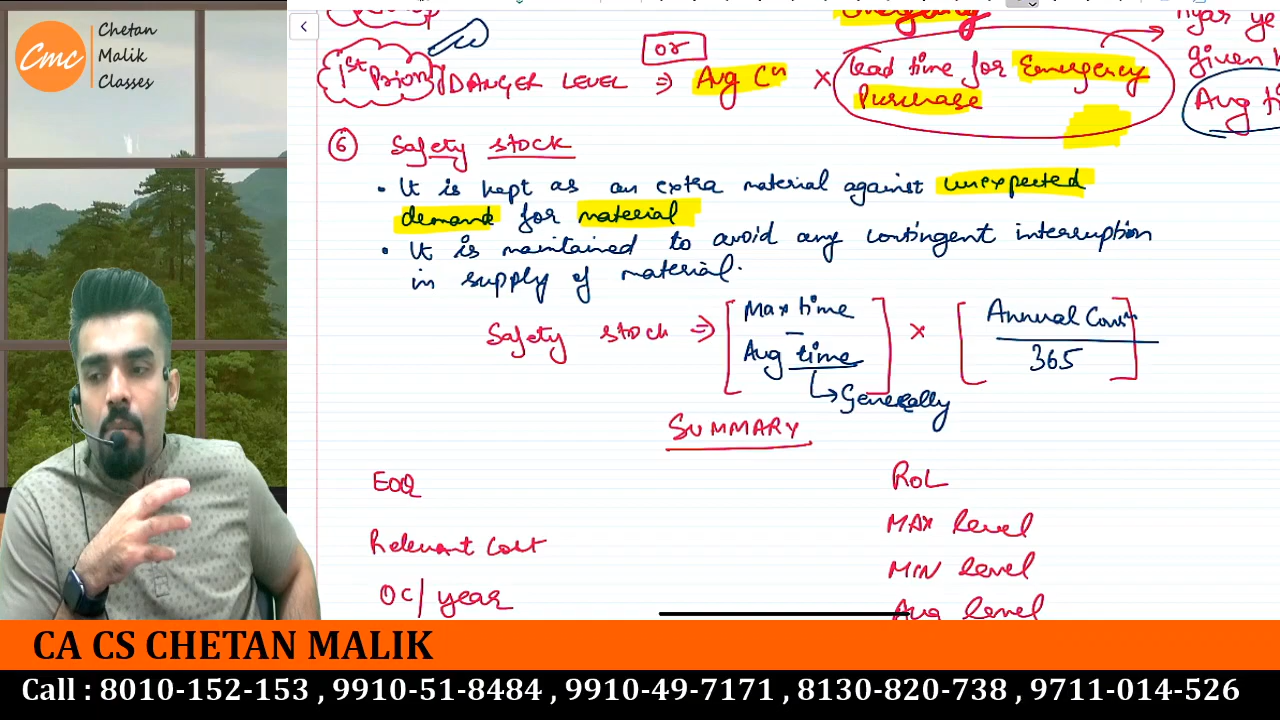 Chetan
Malik
Classes
Cmc
or
1st Prior
DANGER LEVEL ⇒ Avg Cn × Lead time for Emergency
Purchase
given
Avg
⑥ Safety stock
• It is kept as an extra material against unexpected
demand for material
• It is maintained to avoid any contingent interruption
in supply of material.
Safety stock ⇒ [Max time - Avg time] × [Annual Consn / 365]
↳ Generally
SUMMARY
EOQ
ROL
MAX level
Relevant Cost
MIN level
OC/year
Avg level
CA CS CHETAN MALIK
Call : 8010-152-153 , 9910-51-8484 , 9910-49-7171 , 8130-820-738 , 9711-014-526